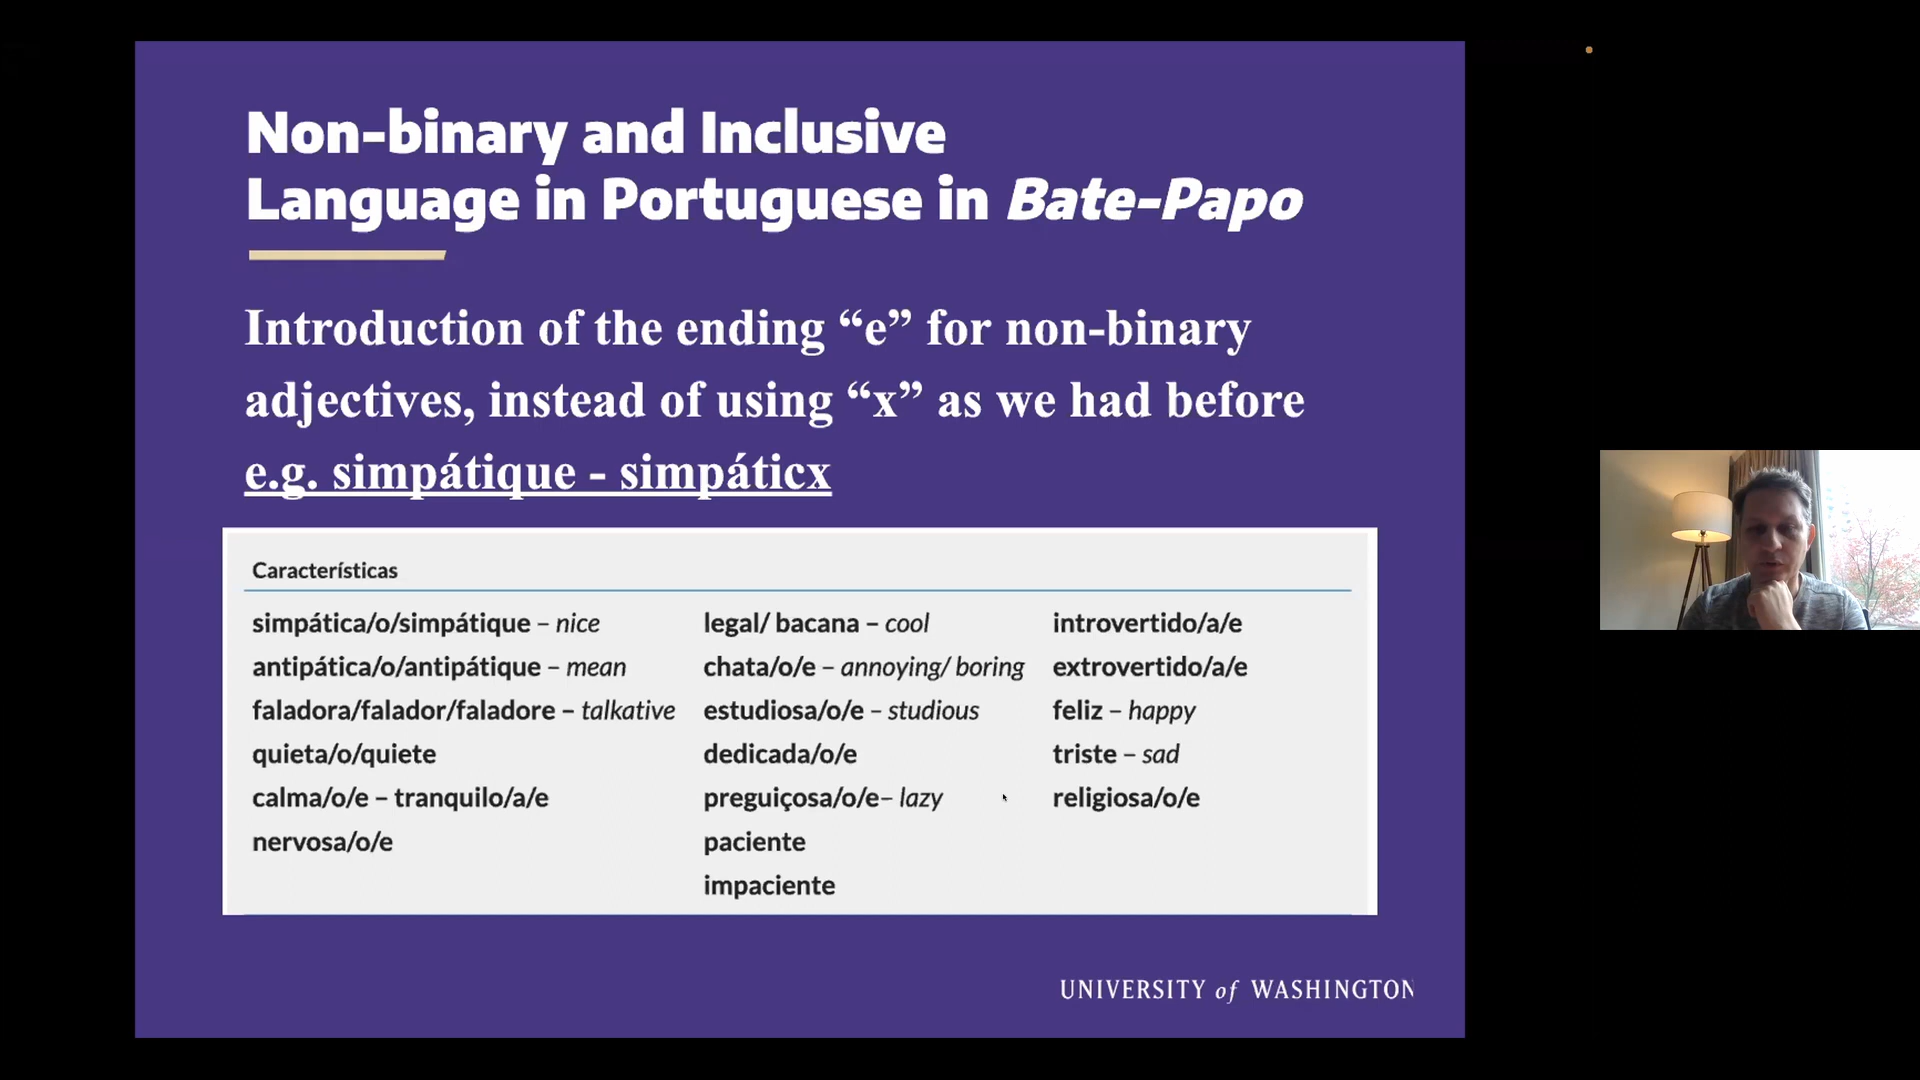 Non-binary and Inclusive
Language in Portuguese in Bate-Papo
Introduction of the ending “e” for non-binary
adjectives, instead of using “x” as we had before
e.g. simpátique - simpáticx
Características
simpática/o/simpátique – nice
antipática/o/antipátique – mean
faladora/falador/faladore – talkative
quieta/o/quiete
calma/o/e – tranquilo/a/e
nervosa/o/e
legal/ bacana – cool
chata/o/e – annoying/ boring
estudiosa/o/e – studious
dedicada/o/e
preguiçosa/o/e– lazy
paciente
impaciente
introvertido/a/e
extrovertido/a/e
feliz – happy
triste – sad
religiosa/o/e
UNIVERSITY of WASHINGTON